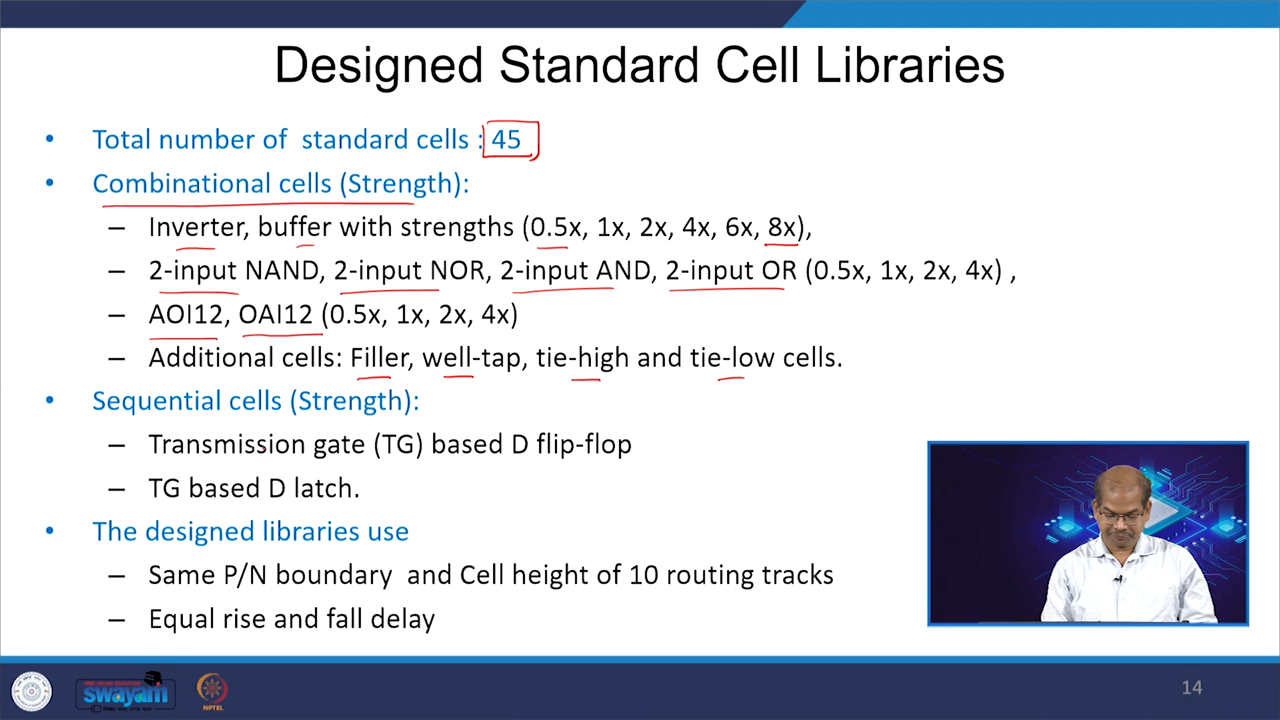 Designed Standard Cell Libraries
• Total number of standard cells : 45
• Combinational cells (Strength):
– Inverter, buffer with strengths (0.5x, 1x, 2x, 4x, 6x, 8x),
– 2-input NAND, 2-input NOR, 2-input AND, 2-input OR (0.5x, 1x, 2x, 4x) ,
– AOI12, OAI12 (0.5x, 1x, 2x, 4x)
– Additional cells: Filler, well-tap, tie-high and tie-low cells.
• Sequential cells (Strength):
– Transmission gate (TG) based D flip-flop
– TG based D latch.
• The designed libraries use
– Same P/N boundary and Cell height of 10 routing tracks
– Equal rise and fall delay
swayam
NPTEL
14